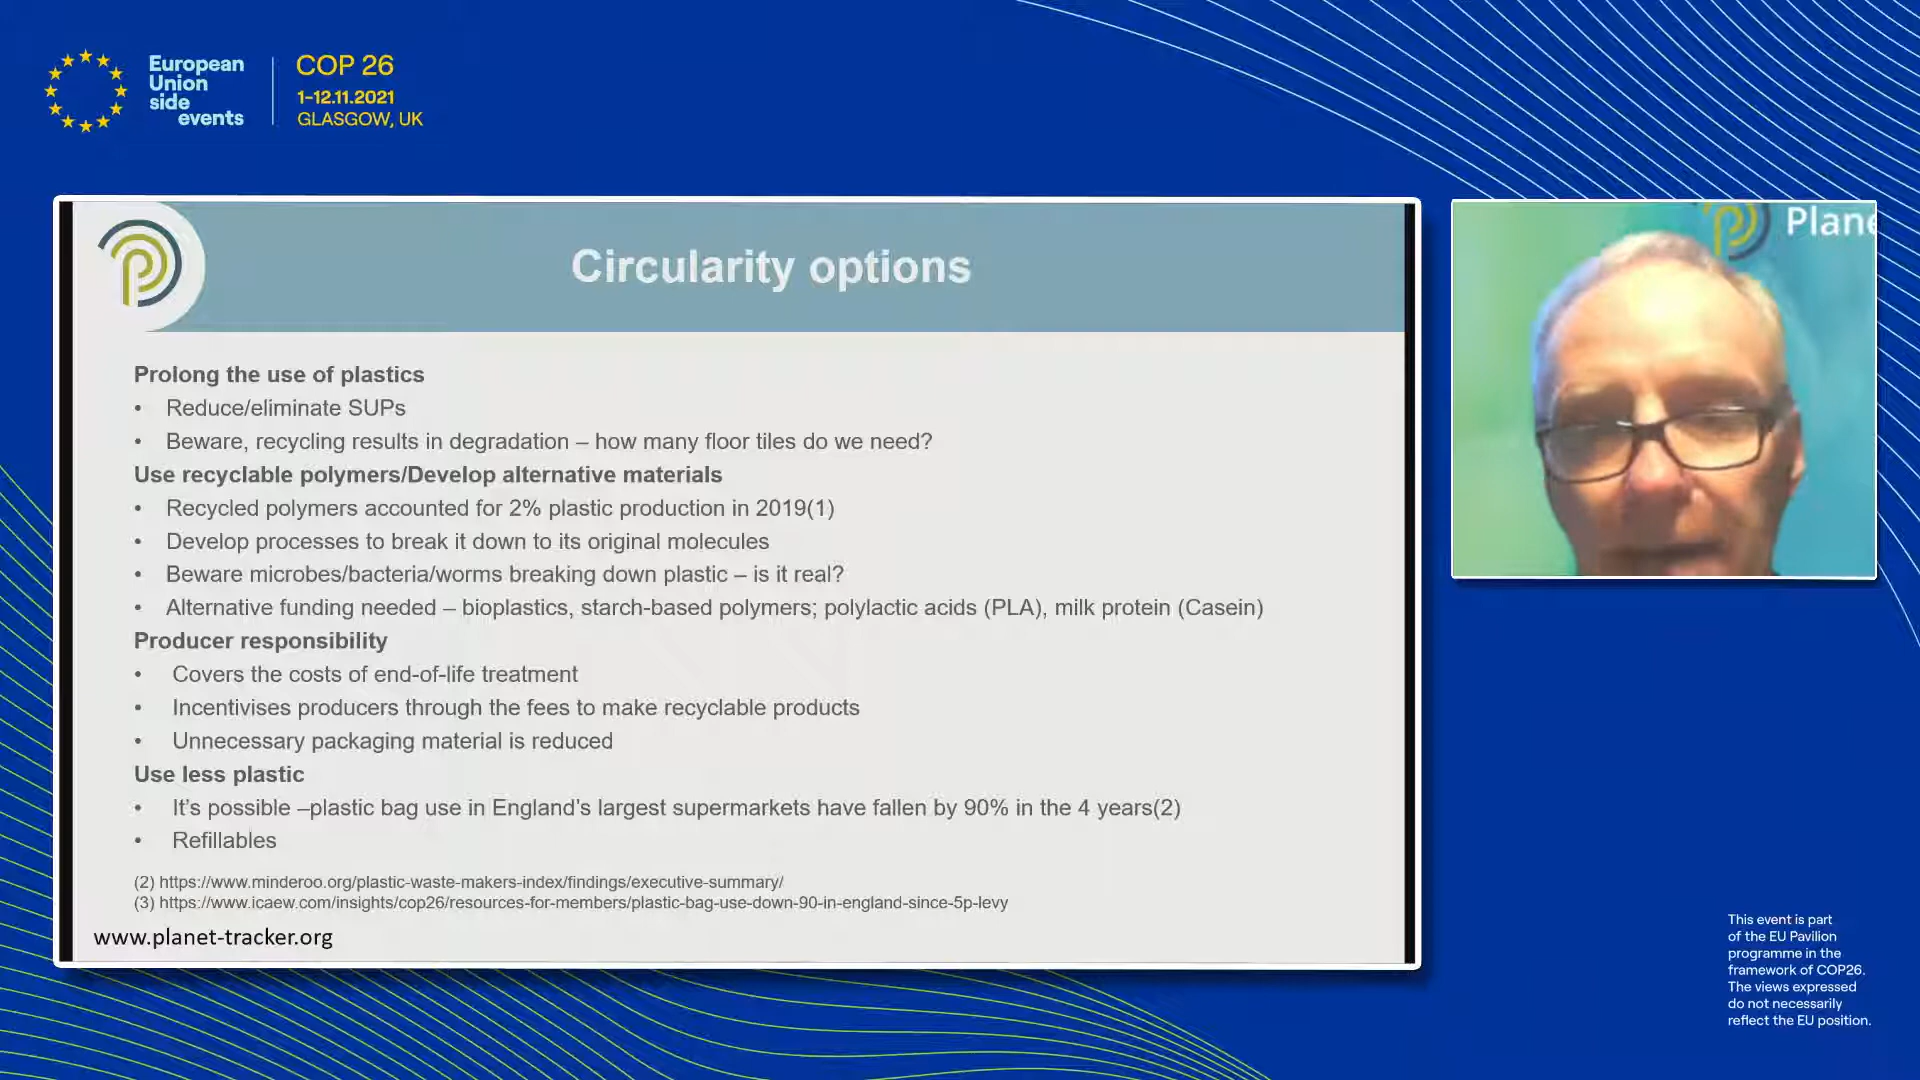 European
Union
side
events
COP 26
1-12.11.2021
GLASGOW, UK
Circularity options
Plane
Prolong the use of plastics
• Reduce/eliminate SUPs
• Beware, recycling results in degradation – how many floor tiles do we need?
Use recyclable polymers/Develop alternative materials
• Recycled polymers accounted for 2% plastic production in 2019(1)
• Develop processes to break it down to its original molecules
• Beware microbes/bacteria/worms breaking down plastic – is it real?
• Alternative funding needed – bioplastics, starch-based polymers; polylactic acids (PLA), milk protein (Casein)
Producer responsibility
• Covers the costs of end-of-life treatment
• Incentivises producers through the fees to make recyclable products
• Unnecessary packaging material is reduced
Use less plastic
• It's possible –plastic bag use in England's largest supermarkets have fallen by 90% in the 4 years(2)
• Refillables
(2) https://www.minderoo.org/plastic-waste-makers-index/findings/executive-summary/
(3) https://www.icaew.com/insights/cop26/resources-for-members/plastic-bag-use-down-90-in-england-since-5p-levy
www.planet-tracker.org
This event is part
of the EU Pavilion
programme in the
framework of COP26.
The views expressed
do not necessarily
reflect the EU position.